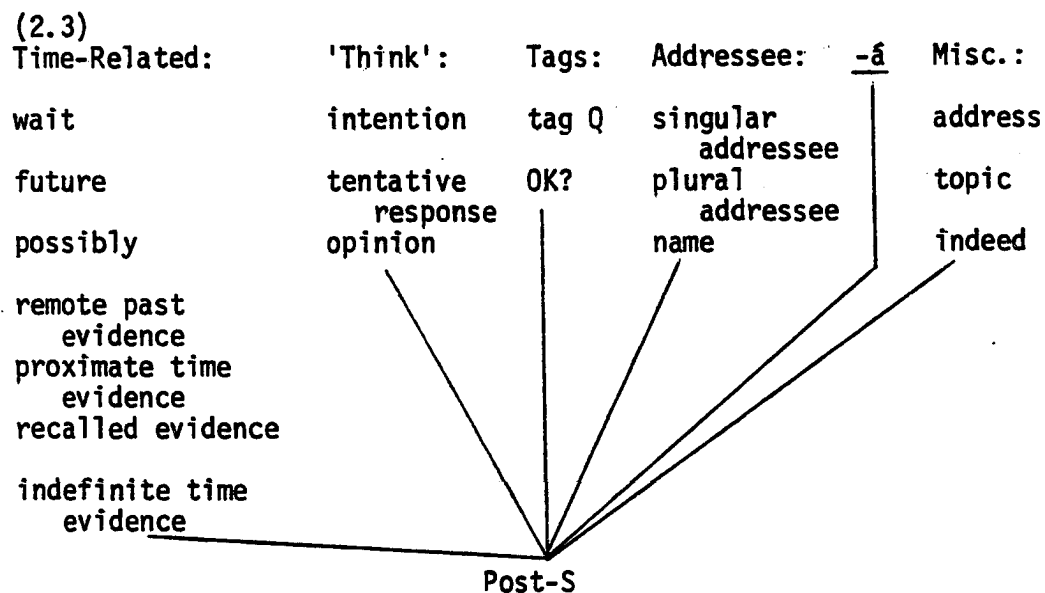 (2.3)
Time-Related: 'Think': Tags: Addressee: -á Misc.:
wait intention tag Q singular address
addressee
future tentative OK? plural topic
response addressee
possibly opinion name indeed
remote past
evidence
proximate time
evidence
recalled evidence
indefinite time
evidence
Post-S